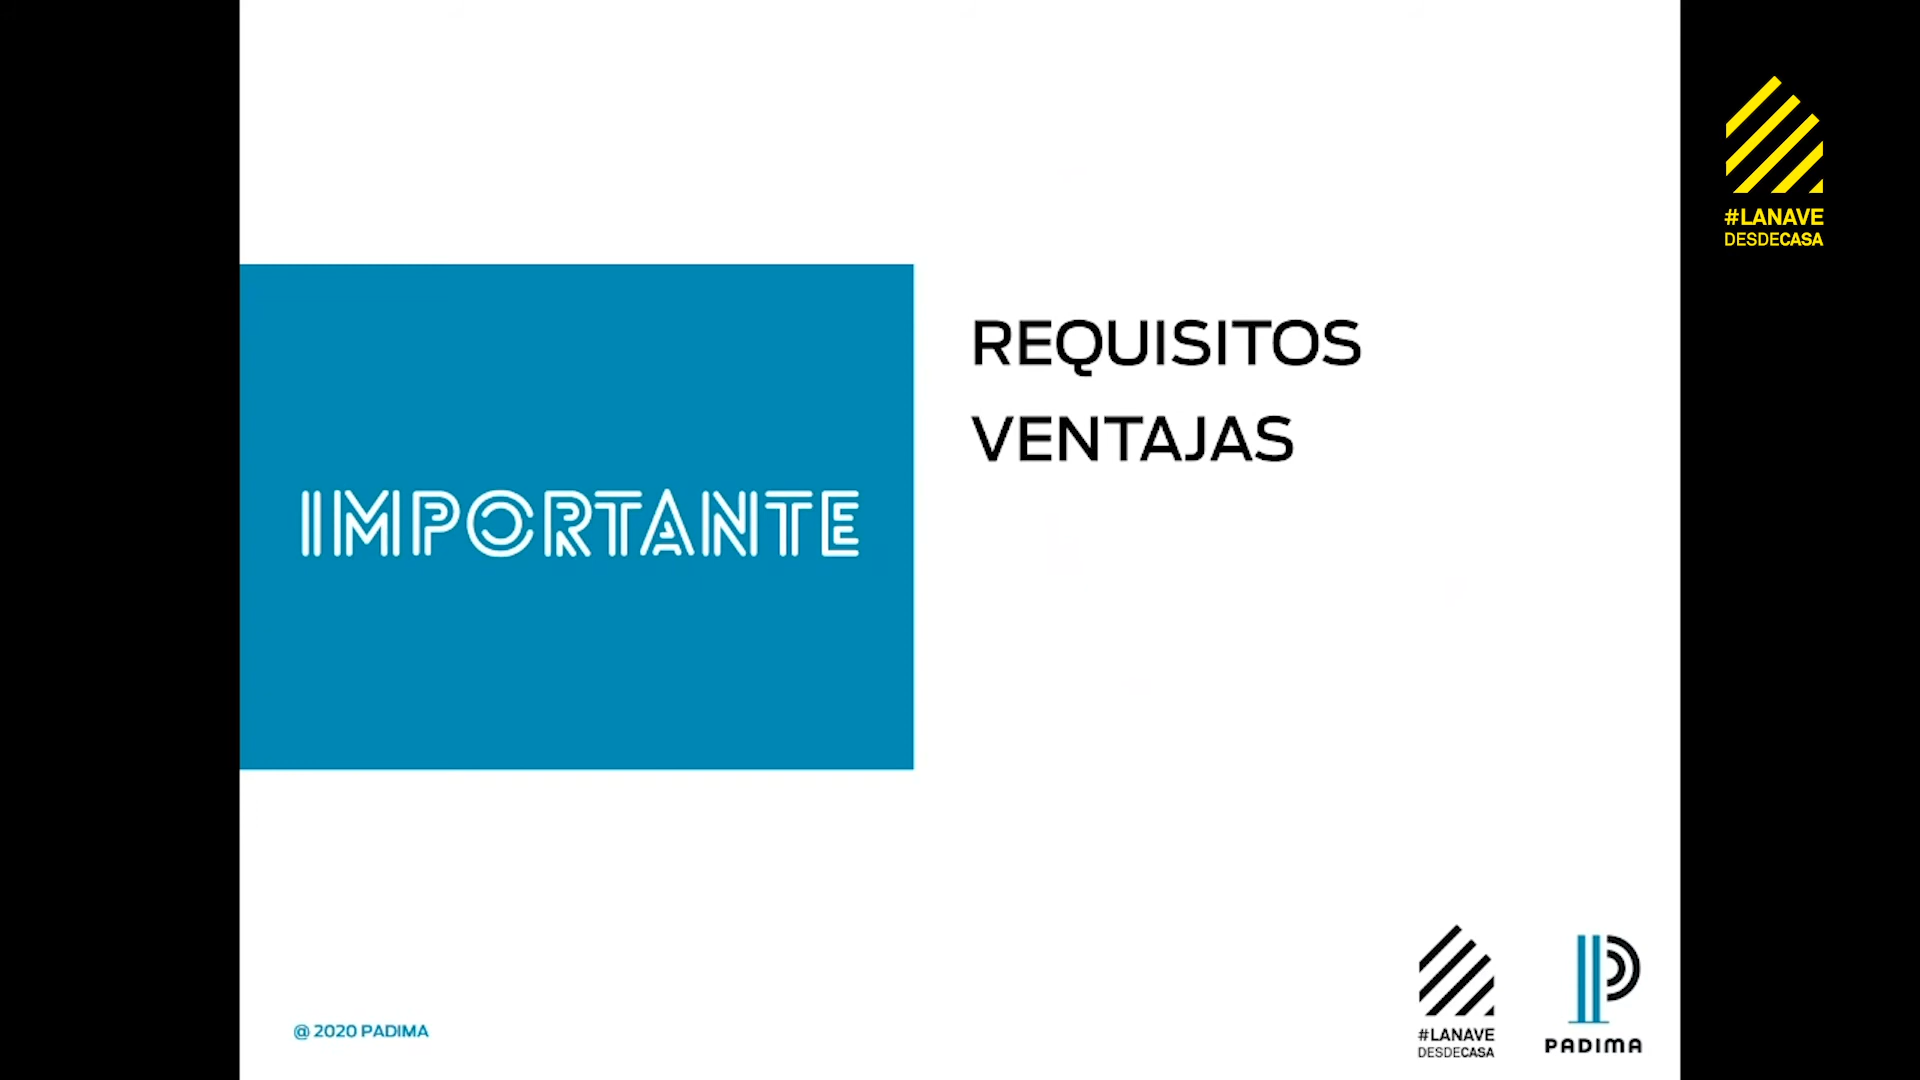 #LANAVE
DESDECASA
REQUISITOS
VENTAJAS
IMPORTANTE
@ 2020 PADIMA
#LANAVE
DESDECASA
PADIMA